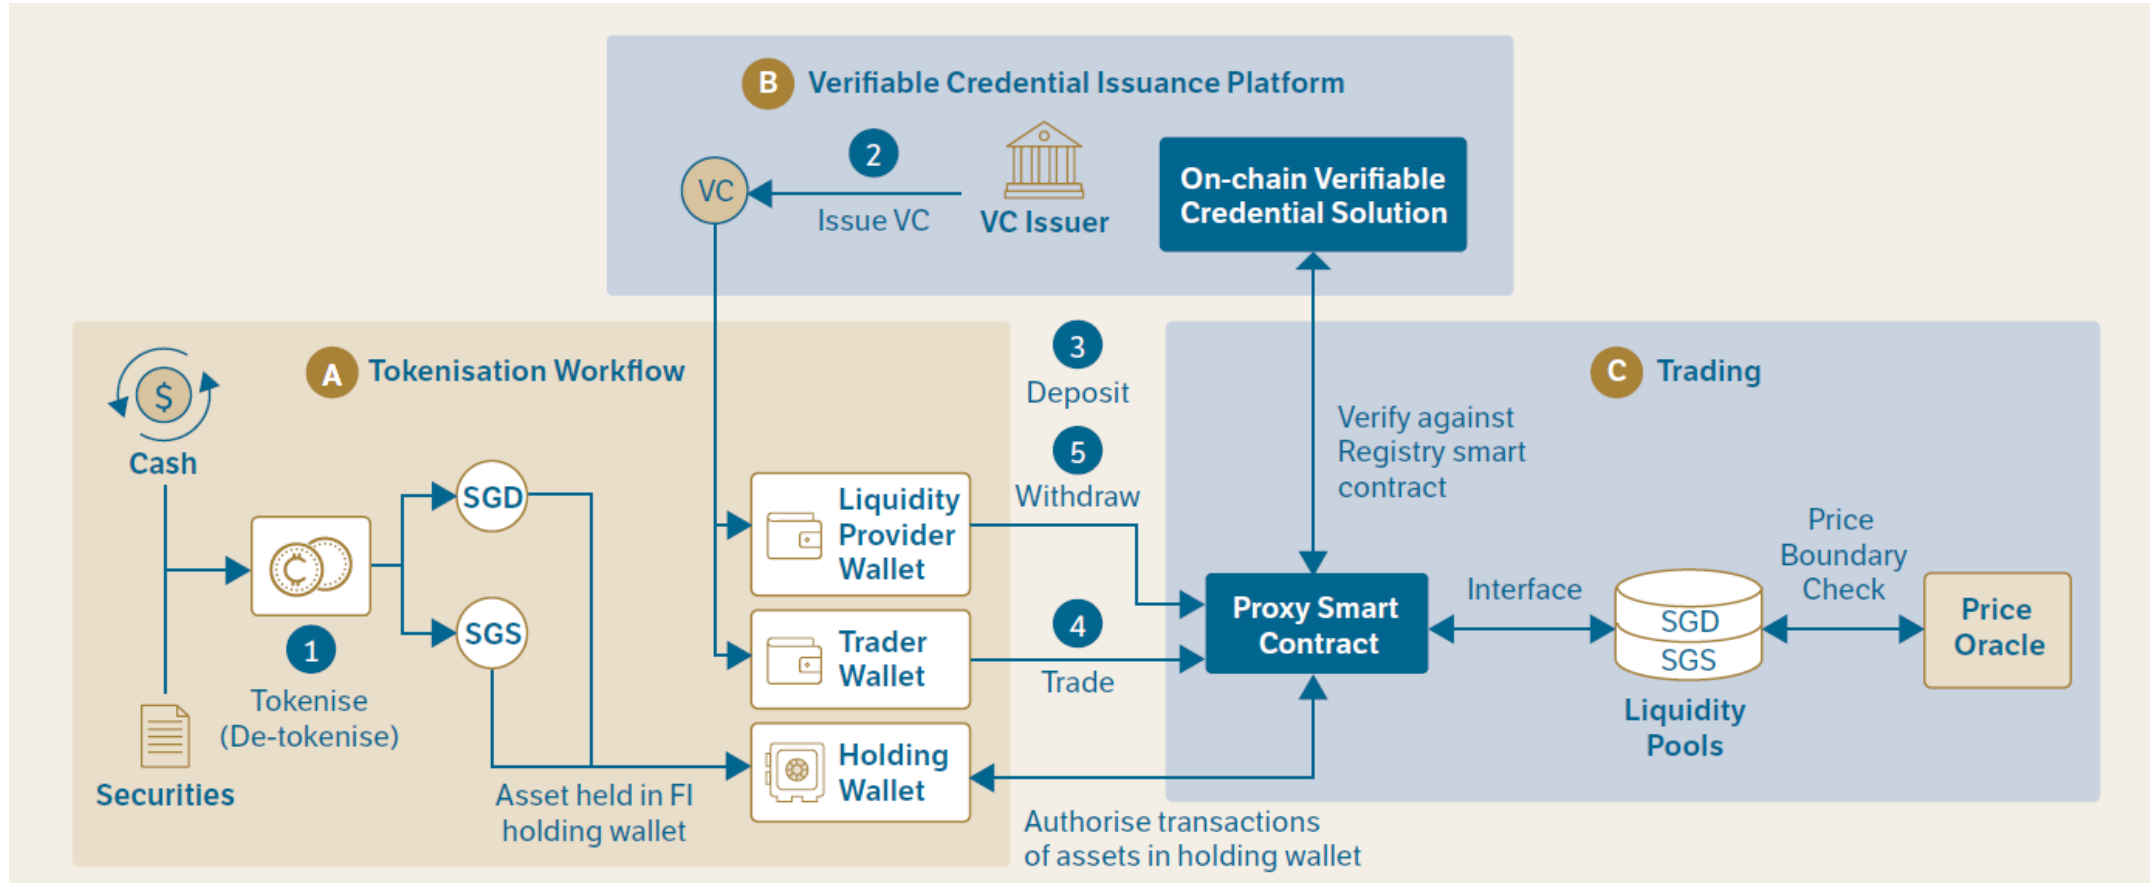 B Verifiable Credential Issuance Platform
2
VC
Issue VC
VC Issuer
On-chain Verifiable
Credential Solution
A Tokenisation Workflow
$
Cash
SGD
C
SGS
1
Tokenise
(De-tokenise)
Securities
Asset held in FI
holding wallet
Liquidity
Provider
Wallet
Trader
Wallet
Holding
Wallet
3
Deposit
5
Withdraw
4
Trade
Authorise transactions
of assets in holding wallet
C Trading
Verify against
Registry smart
contract
Proxy Smart
Contract
Interface
SGD
SGS
Liquidity
Pools
Price
Boundary
Check
Price
Oracle